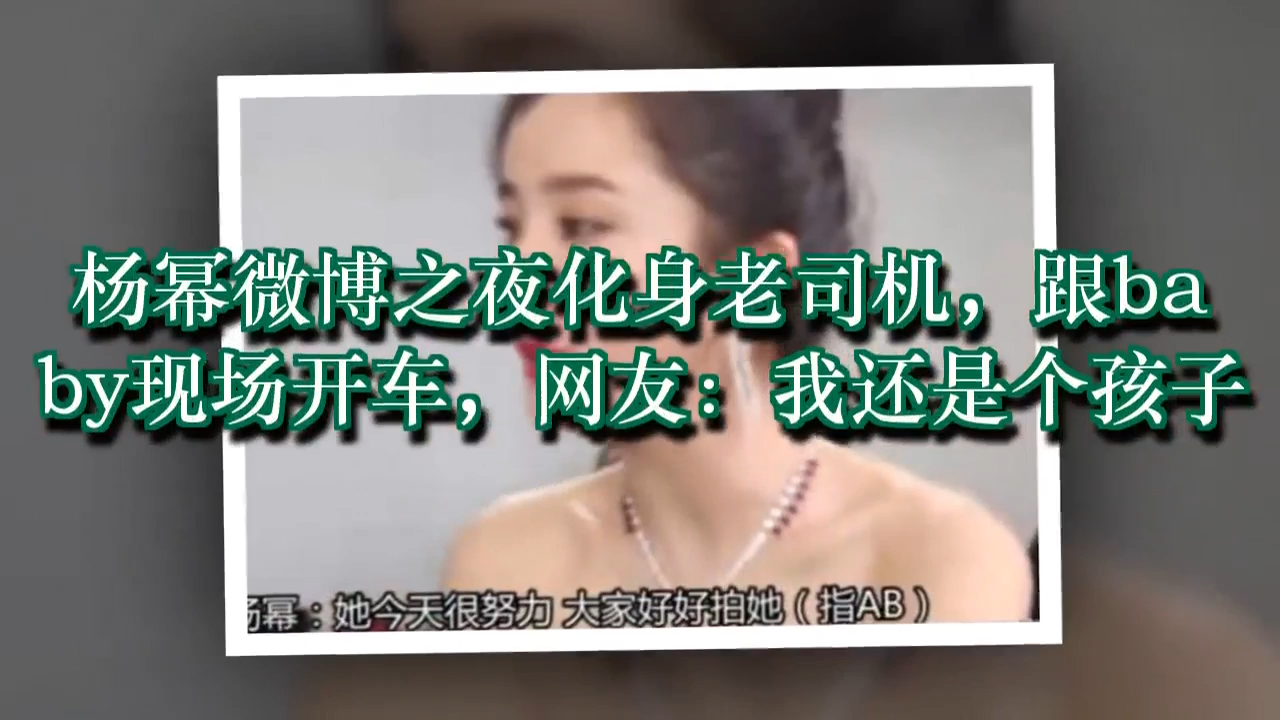 杨幂微博之夜化身老司机，跟ba
by现场开车，网友：我还是个孩子
杨幂：她今天很努力 大家好好拍她（指AB）